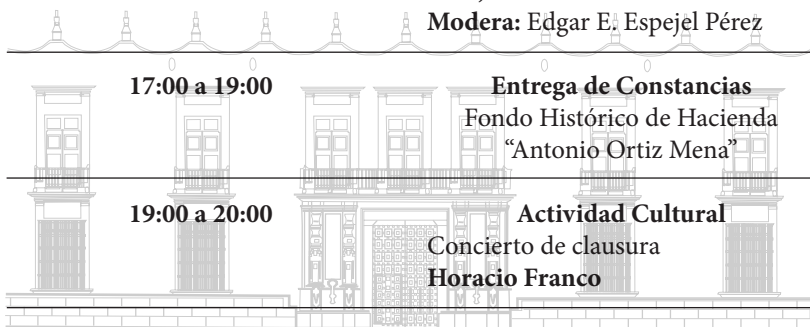 Modera: Edgar E. Espejel Pérez
17:00 a 19:00
Entrega de Constancias
Fondo Histórico de Hacienda
“Antonio Ortiz Mena”
19:00 a 20:00
Actividad Cultural
Concierto de clausura
Horacio Franco